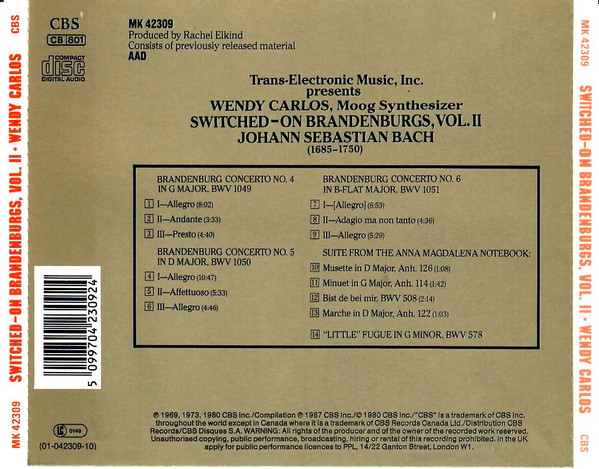 CBS
CB 801
COMPACT
disc
DIGITAL AUDIO
MK 42309
Produced by Rachel Elkind
Consists of previously released material
AAD
Trans-Electronic Music, Inc.
presents
WENDY CARLOS, Moog Synthesizer
SWITCHED-ON BRANDENBURGS, VOL. II
JOHANN SEBASTIAN BACH
(1685-1750)
BRANDENBURG CONCERTO NO. 4
IN G MAJOR, BWV 1049
1 I—Allegro (8:02)
2 II—Andante (3:33)
3 III—Presto (4:40)
BRANDENBURG CONCERTO NO. 5
IN D MAJOR, BWV 1050
4 I—Allegro (10:47)
5 II—Affettuoso (5:33)
6 III—Allegro (4:46)
BRANDENBURG CONCERTO NO. 6
IN B-FLAT MAJOR, BWV 1051
7 I—[Allegro] (6:53)
8 II—Adagio ma non tanto (4:36)
9 III—Allegro (5:29)
SUITE FROM THE ANNA MAGDALENA NOTEBOOK:
10 Musette in D Major, Anh. 126 (1:08)
11 Minuet in G Major, Anh. 114 (1:42)
12 Bist de bei mir, BWV 508 (2:14)
13 Marche in D Major, Anh. 122 (1:03)
14 "LITTLE" FUGUE IN G MINOR, BWV 578
5 099704 230924
LC 0149
(01-042309-10)
℗ 1969, 1973, 1980 CBS Inc./Compilation ℗ 1987 CBS Inc./© 1980 CBS Inc./"CBS" is a trademark of CBS Inc.
throughout the world except in Canada where it is a trademark of CBS Records Canada Ltd./Distribution CBS
Records/CBS Disques S.A. WARNING: All rights of the producer and of the owner of the recorded work reserved.
Unauthorised copying, public performance, broadcasting, hiring or rental of this recording prohibited. In the UK
apply for public performance licences to PPL, 14/22 Ganton Street, London W1.
MK 42309 SWITCHED-ON BRANDENBURGS, VOL. II • WENDY CARLOS CBS
MK 42309 SWITCHED-ON BRANDENBURGS, VOL. II • WENDY CARLOS CBS